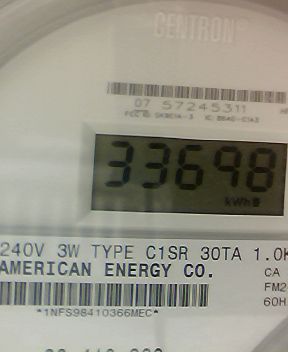 CENTRON®
07 57245311
33698
kWh
240V 3W TYPE C1SR 30TA 1.0K
AMERICAN ENERGY CO.
CA
FM2
60H
*1NFS98410366MEC*